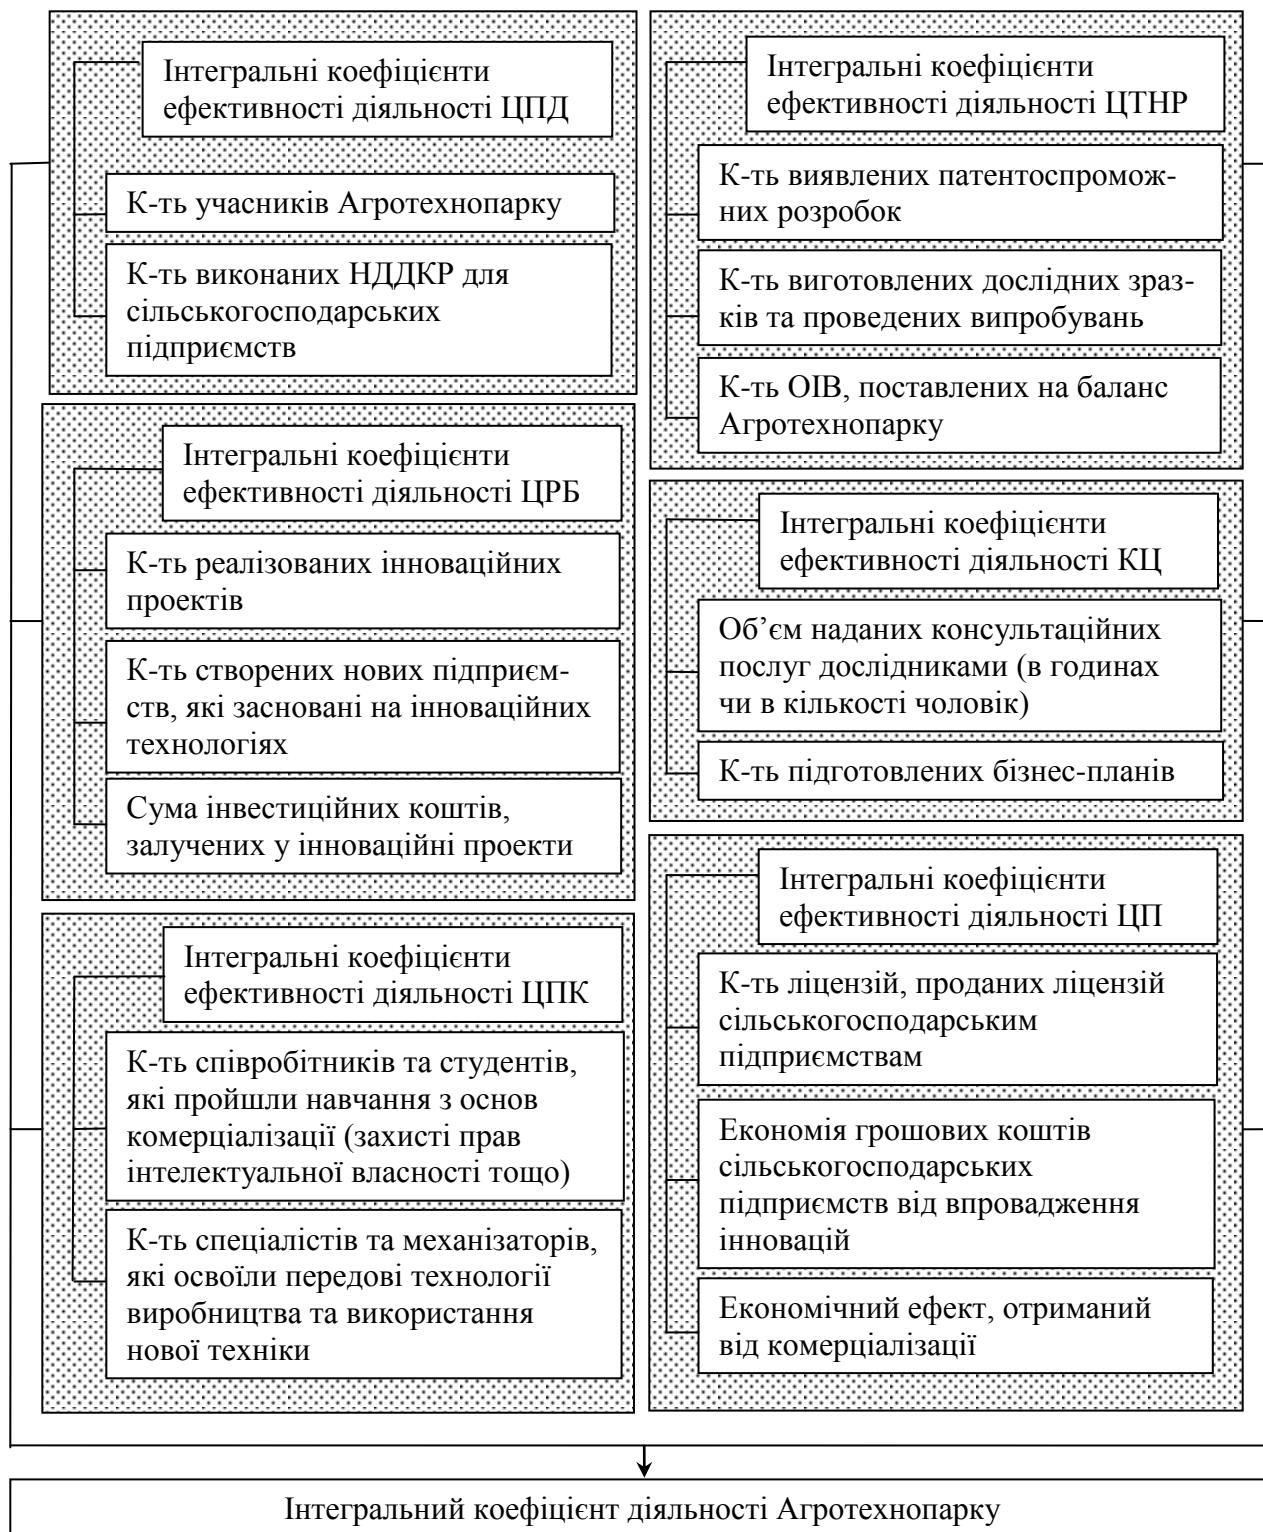 Інтегральні коефіцієнти
ефективності діяльності ЦПД
К-ть учасників Агротехнопарку
К-ть виконаних НДДКР для
сільськогосподарських
підприємств
Інтегральні коефіцієнти
ефективності діяльності ЦРБ
К-ть реалізованих інноваційних
проектів
К-ть створених нових підприєм-
ств, які засновані на інноваційних
технологіях
Сума інвестиційних коштів,
залучених у інноваційні проекти
Інтегральні коефіцієнти
ефективності діяльності ЦПК
К-ть співробітників та студентів,
які пройшли навчання з основ
комерціалізації (захисті прав
інтелектуальної власності тощо)
К-ть спеціалістів та механізаторів,
які освоїли передові технології
виробництва та використання
нової техніки
Інтегральні коефіцієнти
ефективності діяльності ЦТНР
К-ть виявлених патентоспромож-
них розробок
К-ть виготовлених дослідних зраз-
ків та проведених випробувань
К-ть ОІВ, поставлених на баланс
Агротехнопарку
Інтегральні коефіцієнти
ефективності діяльності КЦ
Об’єм наданих консультаційних
послуг дослідниками (в годинах
чи в кількості чоловік)
К-ть підготовлених бізнес-планів
Інтегральні коефіцієнти
ефективності діяльності ЦП
К-ть ліцензій, проданих ліцензій
сільськогосподарським
підприємствам
Економія грошових коштів
сільськогосподарських
підприємств від впровадження
інновацій
Економічний ефект, отриманий
від комерціалізації
Інтегральний коефіцієнт діяльності Агротехнопарку